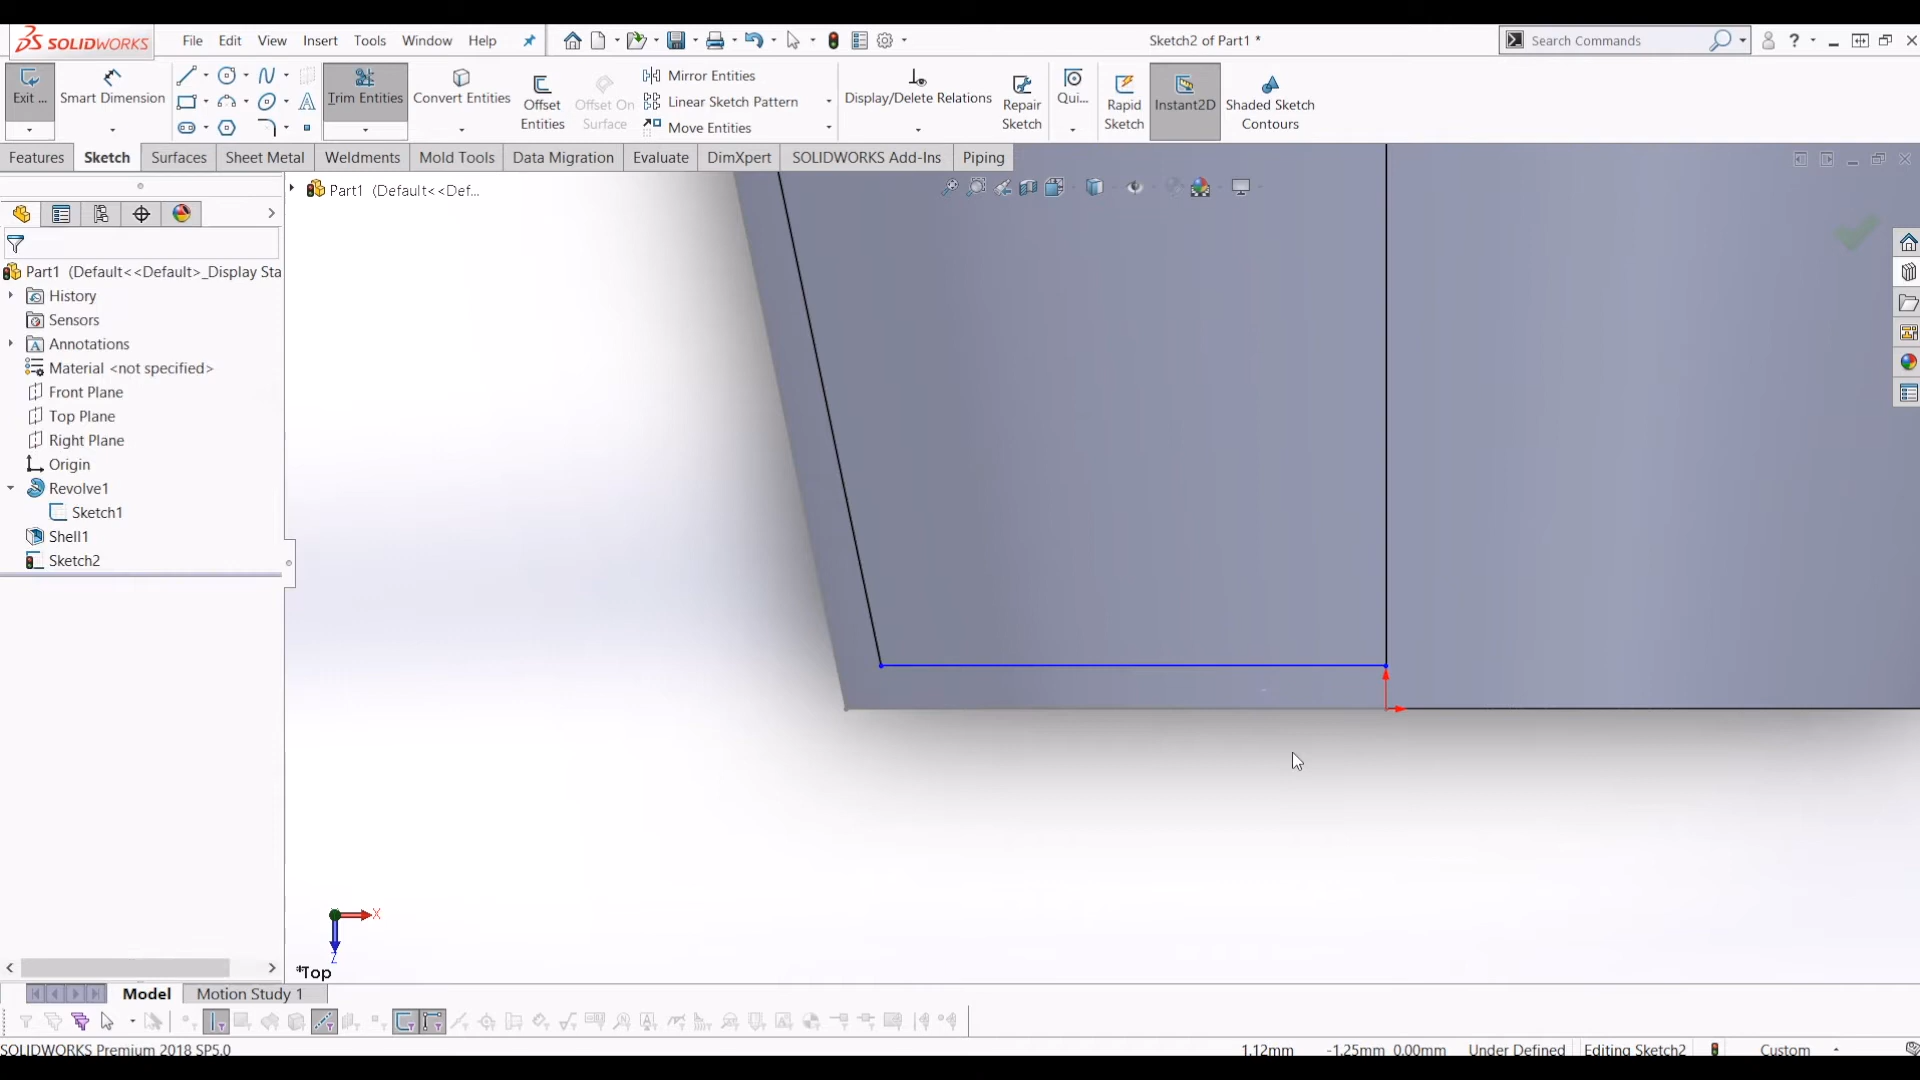 SOLIDWORKS File Edit View Insert Tools Window Help Sketch2 of Part1 * Search Commands ?
Exit ... Smart Dimension Trim Entities Convert Entities Offset Entities Offset On Surface Mirror Entities Display/Delete Relations Repair Sketch Qui... Rapid Sketch Instant2D Shaded Sketch Contours
Linear Sketch Pattern
Move Entities
Features Sketch Surfaces Sheet Metal Weldments Mold Tools Data Migration Evaluate DimXpert SOLIDWORKS Add-Ins Piping
Part1 (Default<<Def...
Part1 (Default<<Default>_Display Sta
History
Sensors
Annotations
Material <not specified>
Front Plane
Top Plane
Right Plane
Origin
Revolve1
Sketch1
Shell1
Sketch2
X
Z
*Top
Model Motion Study 1
SOLIDWORKS Premium 2018 SP5.0 1.12mm -1.25mm 0.00mm Under Defined Editing Sketch2 Custom